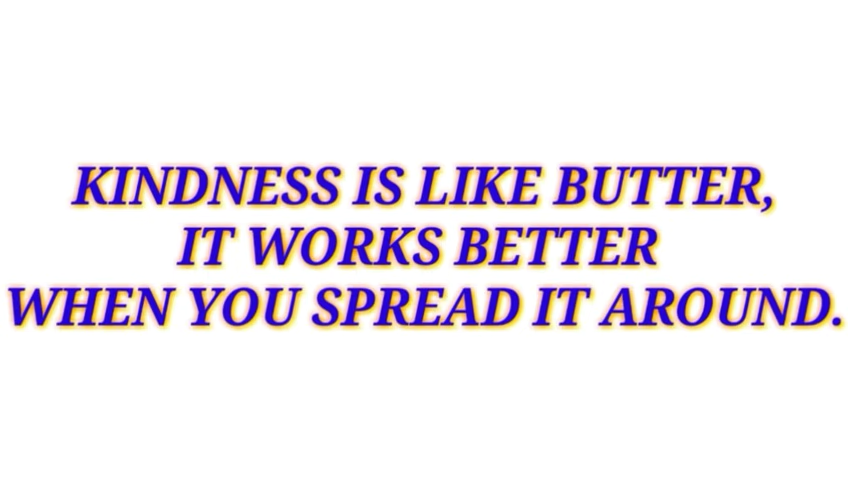 KINDNESS IS LIKE BUTTER,
IT WORKS BETTER
WHEN YOU SPREAD IT AROUND.